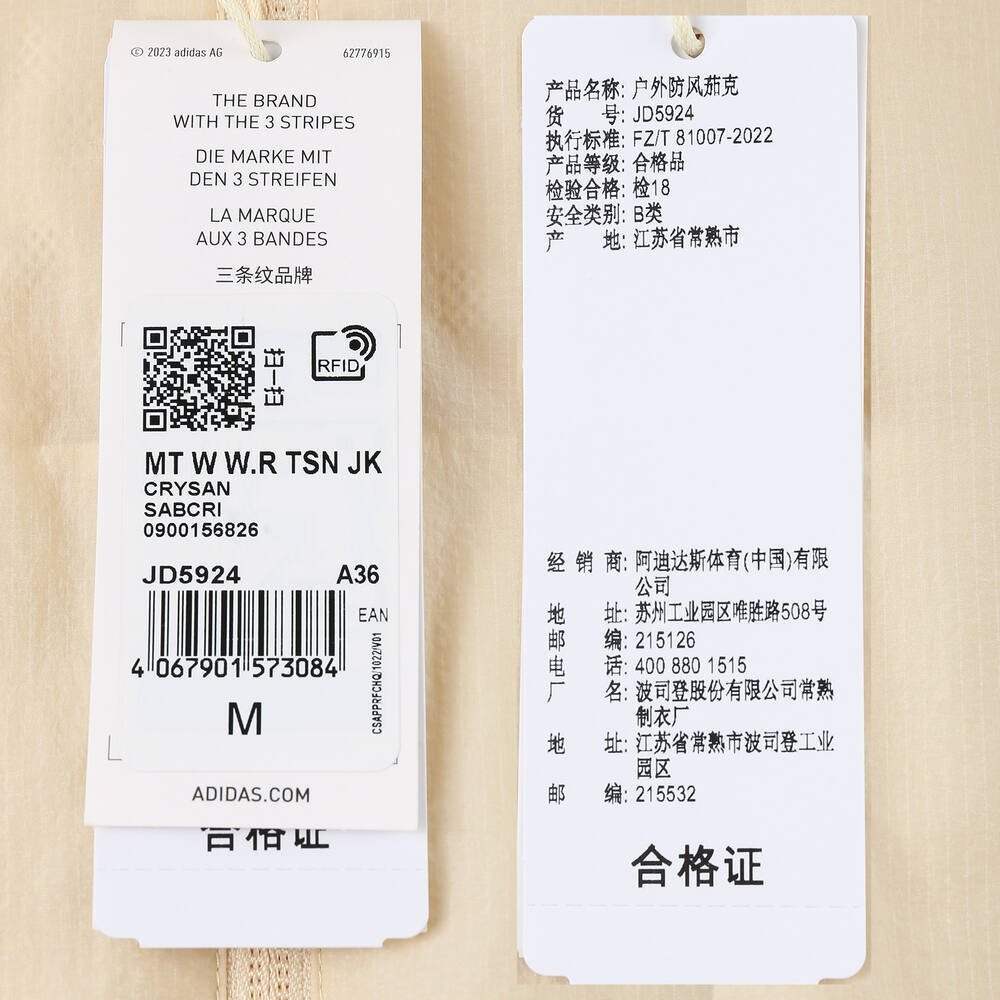 © 2023 adidas AG 62776915
THE BRAND
WITH THE 3 STRIPES
DIE MARKE MIT
DEN 3 STREIFEN
LA MARQUE
AUX 3 BANDES
三条纹品牌
扫一扫
RFID
MT W W.R TSN JK
CRYSAN
SABCRI
0900156826
JD5924 A36
EAN
4 067901 573084
CSAPPRFCHQ/1022/V01
M
ADIDAS.COM
合格证
产品名称: 户外防风茄克
货 号: JD5924
执行标准: FZ/T 81007-2022
产品等级: 合格品
检验合格: 检18
安全类别: B类
产 地: 江苏省常熟市
经 销 商: 阿迪达斯体育(中国)有限
公司
地 址: 苏州工业园区唯胜路508号
邮 编: 215126
电 话: 400 880 1515
厂 名: 波司登股份有限公司常熟
制衣厂
地 址: 江苏省常熟市波司登工业
园区
邮 编: 215532
合格证